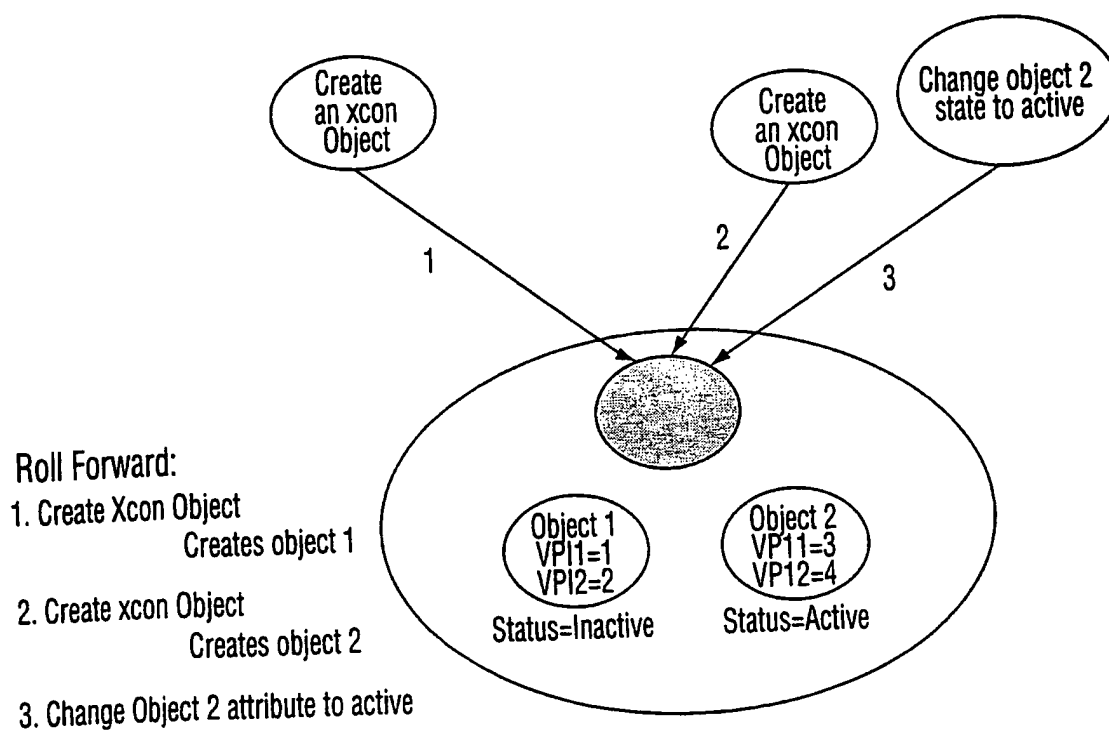 Create
an xcon
Object
Create
an xcon
Object
Change object 2
state to active
1
2
3
Roll Forward:
1. Create Xcon Object
Creates object 1
2. Create xcon Object
Creates object 2
3. Change Object 2 attribute to active
Object 1
VPI1=1
VPI2=2
Status=Inactive
Object 2
VP11=3
VP12=4
Status=Active